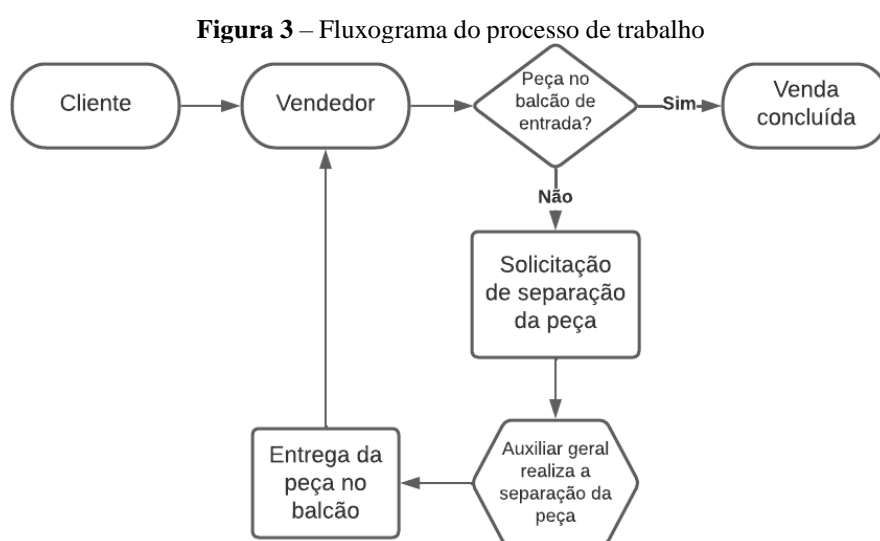 Figura 3 – Fluxograma do processo de trabalho
Cliente
Vendedor
Peça no
balcão de
entrada?
Sim
Venda
concluída
Não
Solicitação
de separação
da peça
Auxiliar geral
realiza a
separação da
peça
Entrega da
peça no
balcão